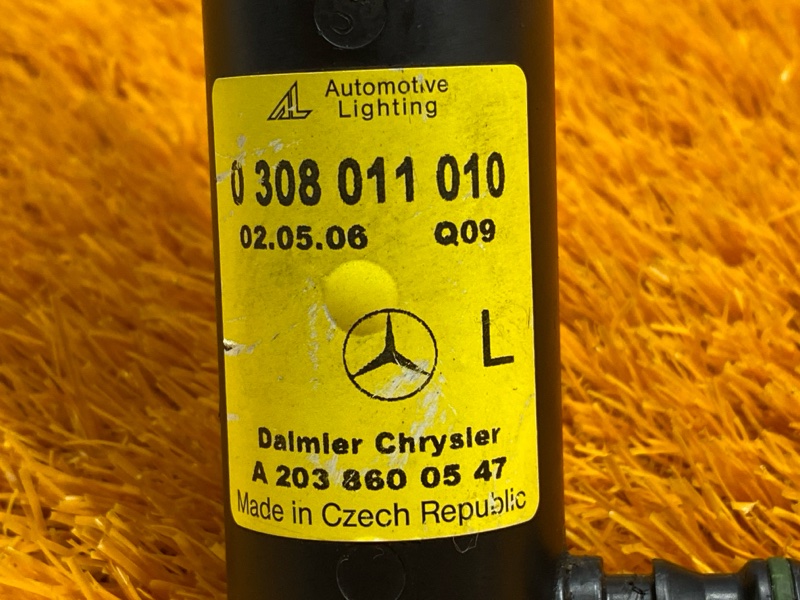 AL Automotive
Lighting
0 308 011 010
02.05.06 Q09
L
Daimler Chrysler
A 203 860 05 47
Made in Czech Republic